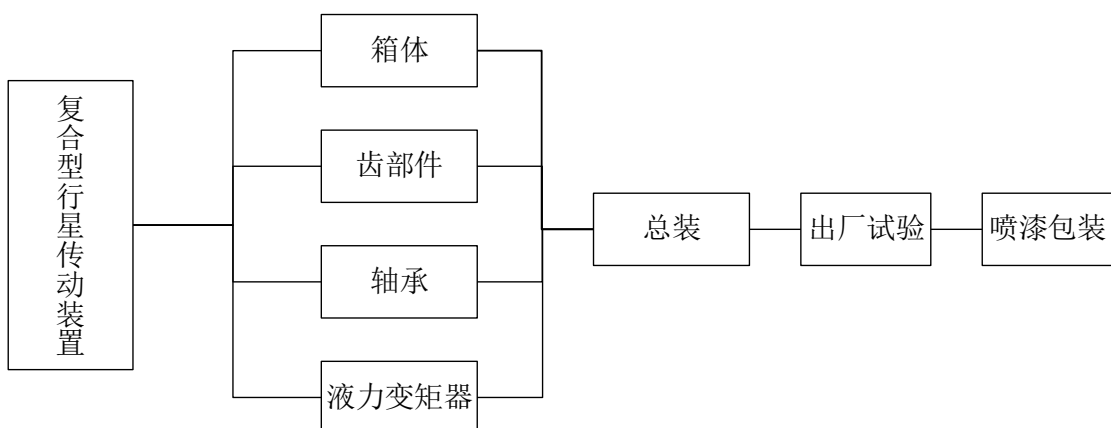 复合型行星传动装置
箱体
齿部件
轴承
液力变矩器
总装
出厂试验
喷漆包装